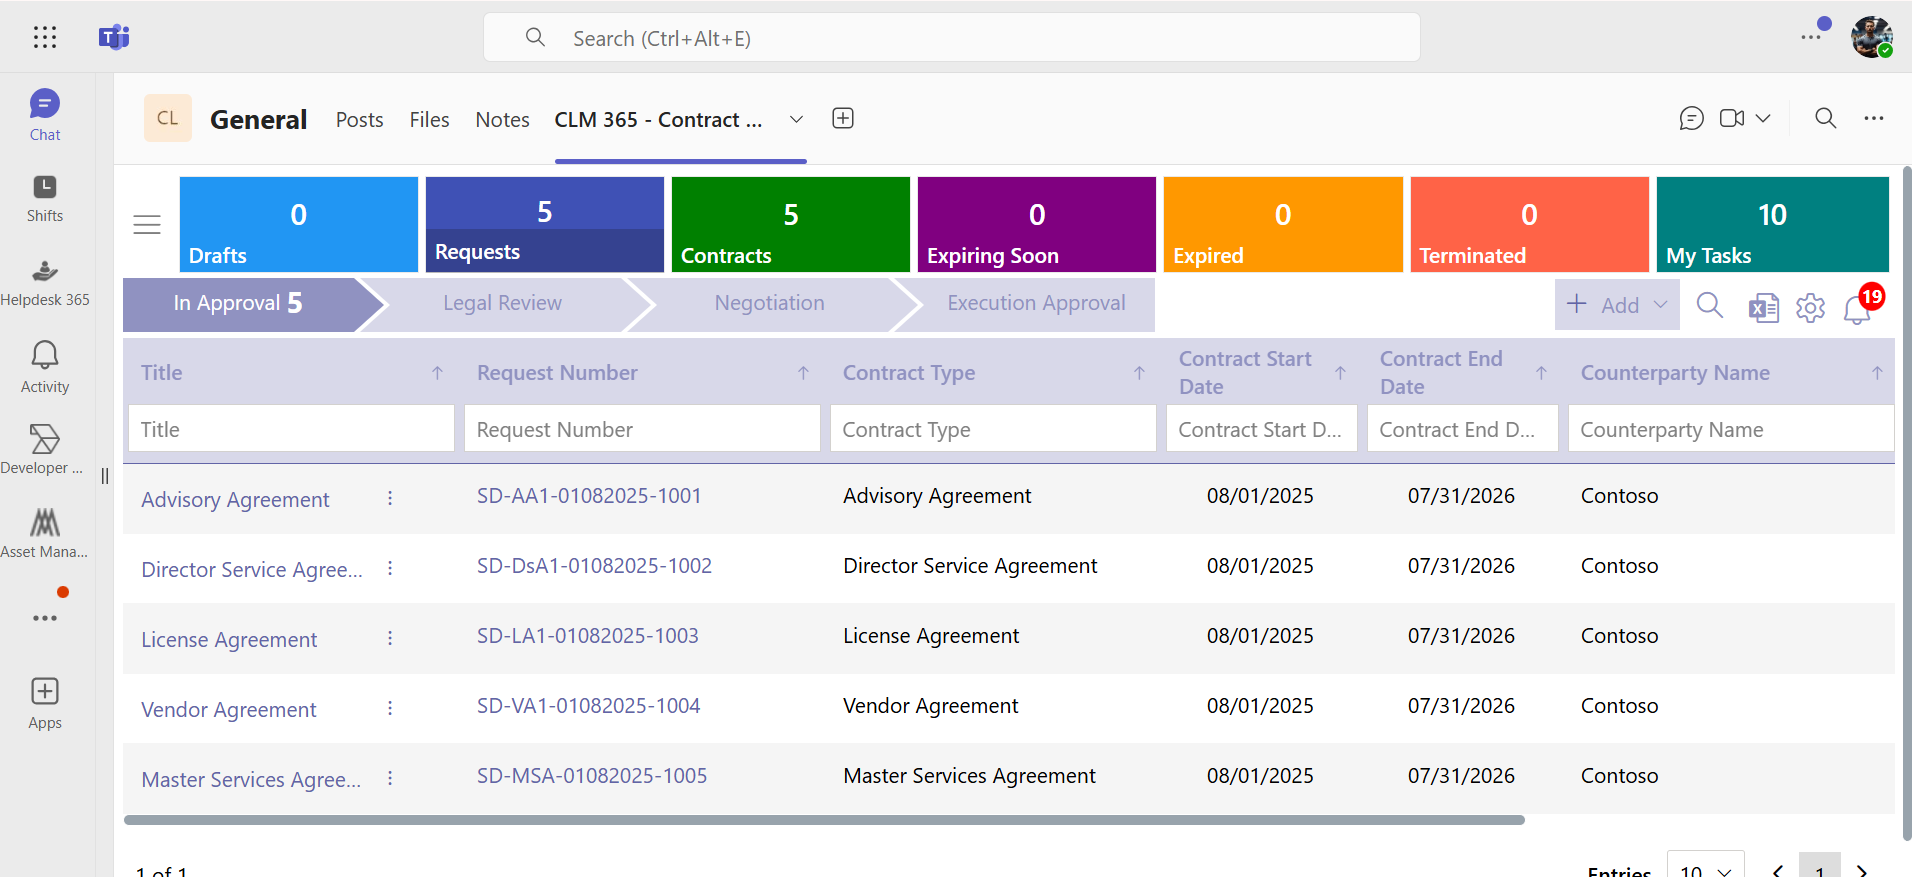 Search (Ctrl+Alt+E)
Chat
Shifts
Helpdesk 365
Activity
Developer ...
Asset Mana...
Apps
CL General Posts Files Notes CLM 365 - Contract ...
0 Drafts
5 Requests
5 Contracts
0 Expiring Soon
0 Expired
0 Terminated
10 My Tasks
In Approval 5 Legal Review Negotiation Execution Approval
Add 19
Title Request Number Contract Type Contract Start Date Contract End Date Counterparty Name
Title Request Number Contract Type Contract Start D... Contract End D... Counterparty Name
Advisory Agreement SD-AA1-01082025-1001 Advisory Agreement 08/01/2025 07/31/2026 Contoso
Director Service Agree... SD-DsA1-01082025-1002 Director Service Agreement 08/01/2025 07/31/2026 Contoso
License Agreement SD-LA1-01082025-1003 License Agreement 08/01/2025 07/31/2026 Contoso
Vendor Agreement SD-VA1-01082025-1004 Vendor Agreement 08/01/2025 07/31/2026 Contoso
Master Services Agree... SD-MSA-01082025-1005 Master Services Agreement 08/01/2025 07/31/2026 Contoso
1 of 1 Entries 10 1